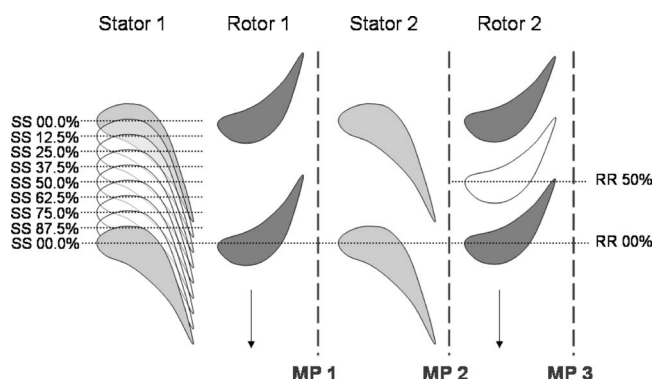 Stator 1 Rotor 1 Stator 2 Rotor 2
SS 00.0%
SS 12.5%
SS 25.0%
SS 37.5%
SS 50.0%
SS 62.5%
SS 75.0%
SS 87.5%
SS 00.0%
RR 50%
RR 00%
MP 1 MP 2 MP 3